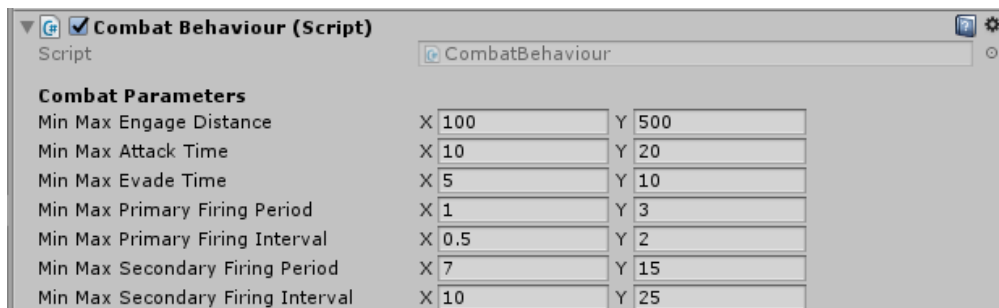 Combat Behaviour (Script)
Script CombatBehaviour
Combat Parameters
Min Max Engage Distance X 100 Y 500
Min Max Attack Time X 10 Y 20
Min Max Evade Time X 5 Y 10
Min Max Primary Firing Period X 1 Y 3
Min Max Primary Firing Interval X 0.5 Y 2
Min Max Secondary Firing Period X 7 Y 15
Min Max Secondary Firing Interval X 10 Y 25